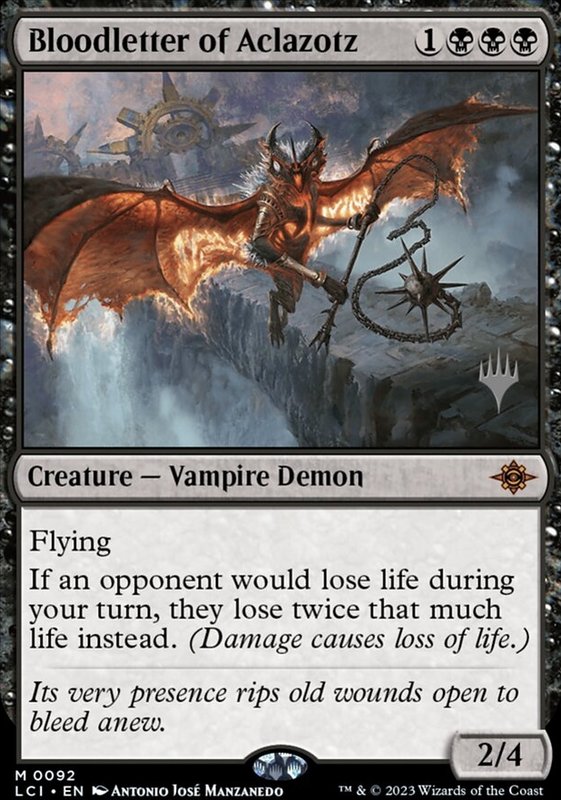 Bloodletter of Aclazotz 1
Creature — Vampire Demon
Flying
If an opponent would lose life during
your turn, they lose twice that much
life instead. (Damage causes loss of life.)
Its very presence rips old wounds open to
bleed anew.
2/4
M 0092
LCI • EN Antonio José Manzanedo
™ & © 2023 Wizards of the Coast